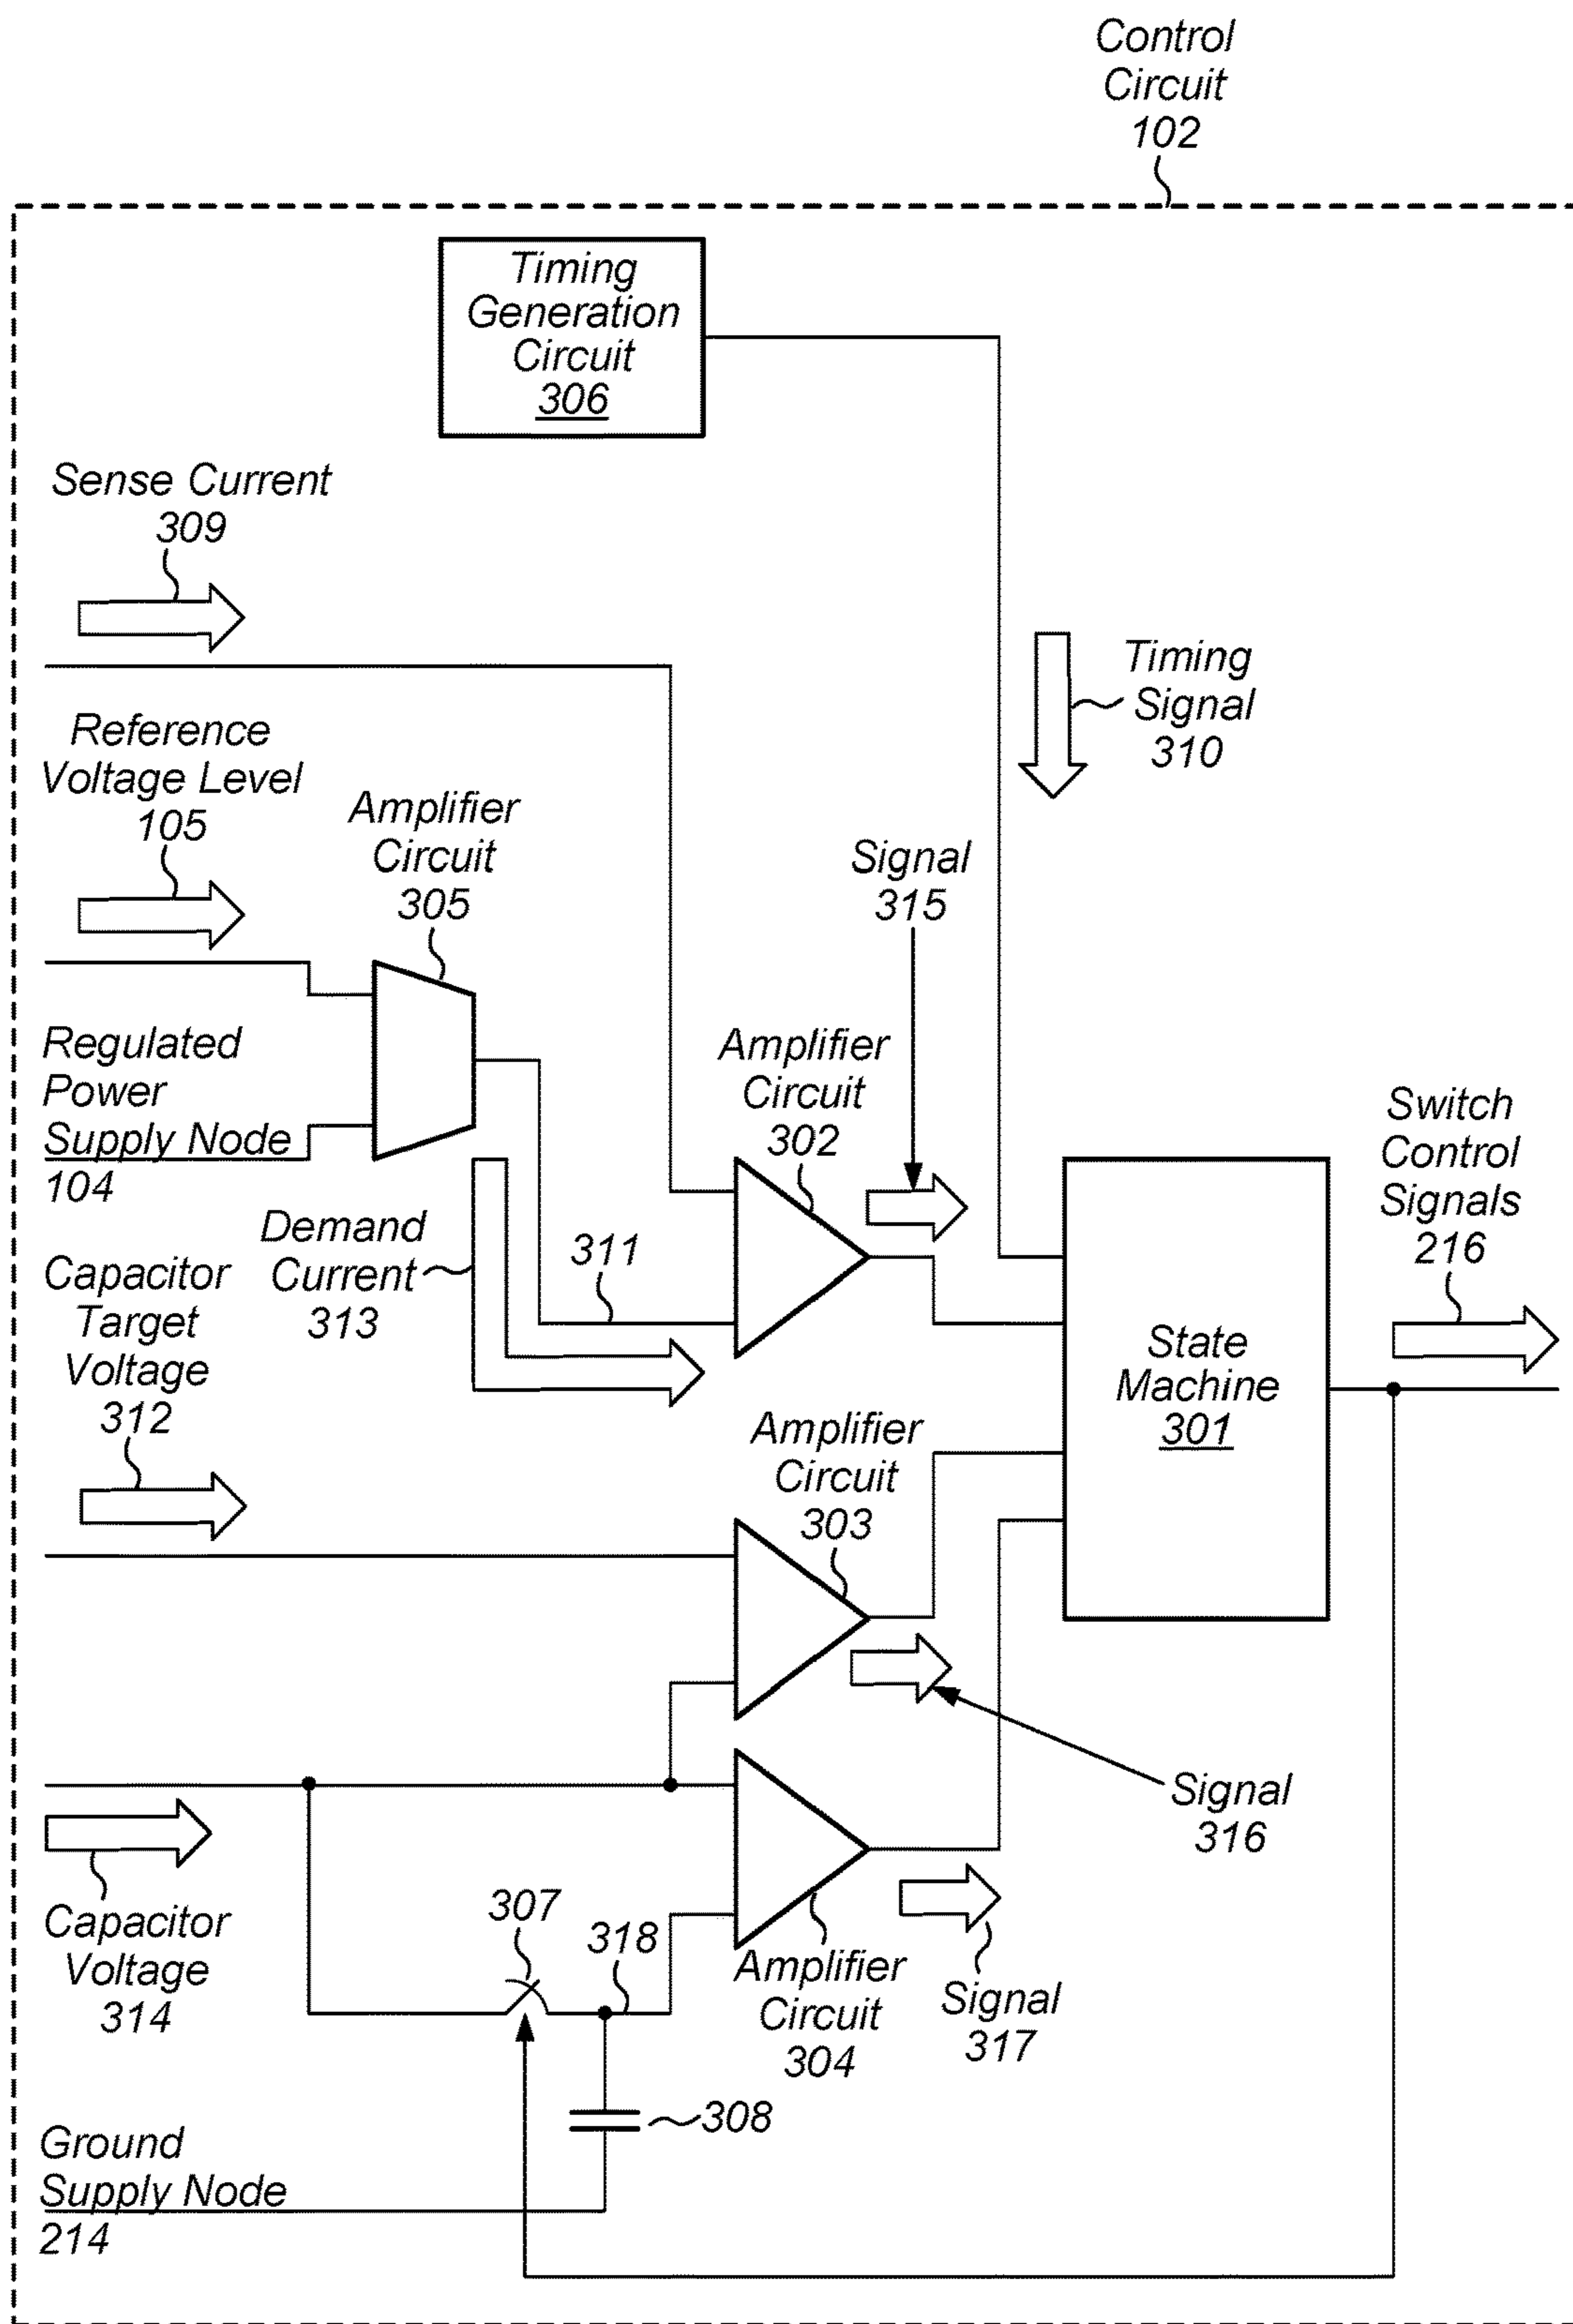 Control
Circuit
102
Timing
Generation
Circuit
306
Sense Current
309
Timing
Signal
310
Reference
Voltage Level
105
Amplifier
Circuit
305
Signal
315
Regulated
Power
Supply Node
104
Amplifier
Circuit
302
Switch
Control
Signals
216
Demand
Current
313
311
Capacitor
Target
Voltage
312
State
Machine
301
Amplifier
Circuit
303
Signal
316
Capacitor
Voltage
314
307
318
Amplifier
Circuit
304
Signal
317
308
Ground
Supply Node
214